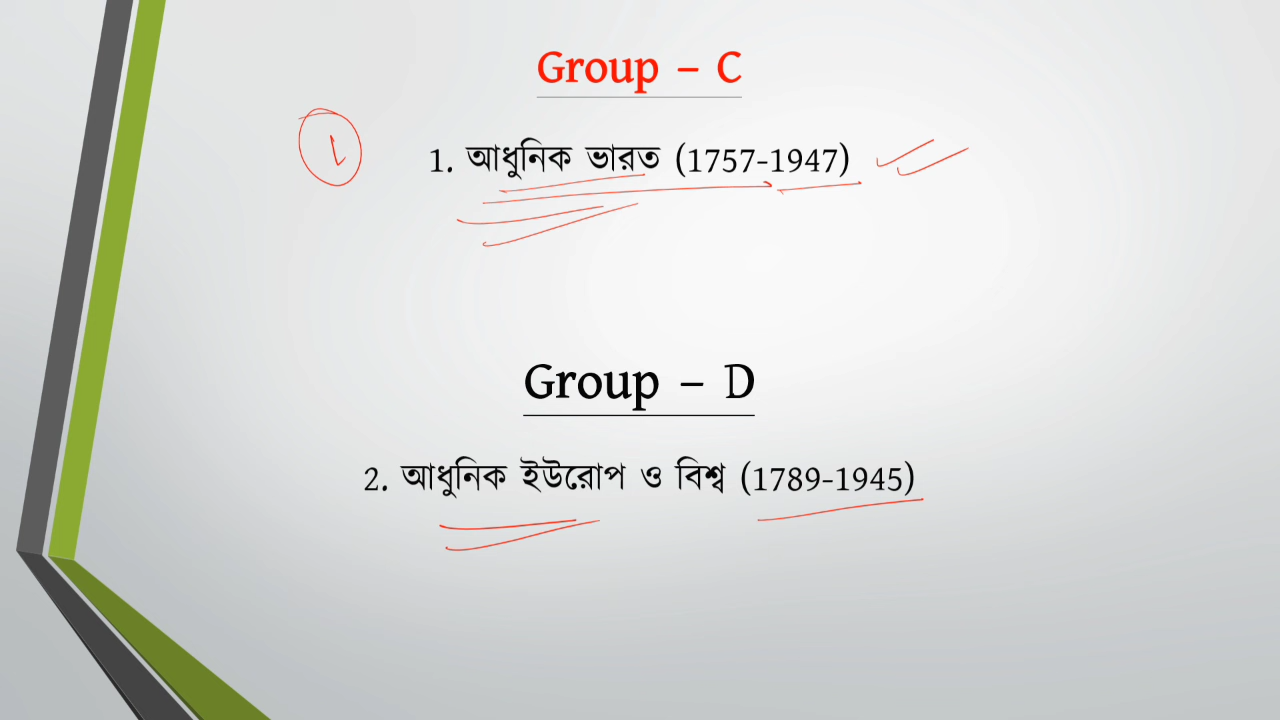 Group – C
1. আধুনিক ভারত (1757-1947)
Group – D
2. আধুনিক ইউরোপ ও বিশ্ব (1789-1945)